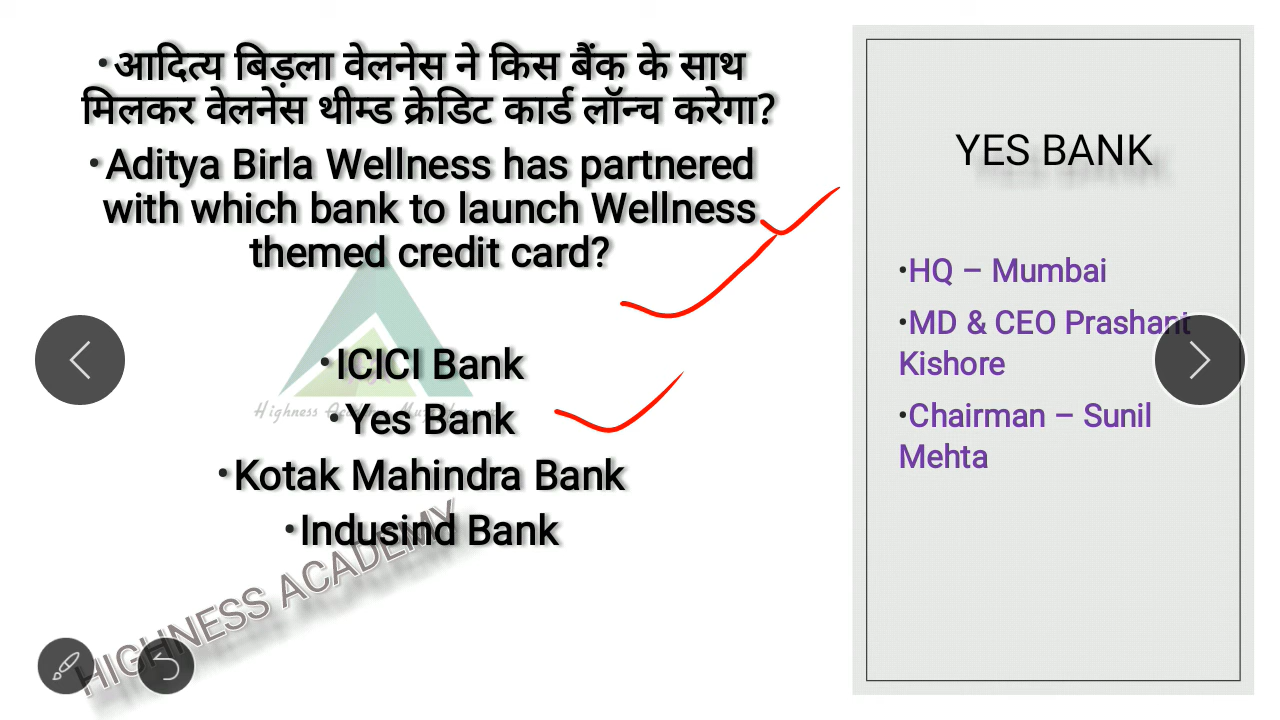 •आदित्य बिड़ला वेलनेस ने किस बैंक के साथ
मिलकर वेलनेस थीम्ड क्रेडिट कार्ड लॉन्च करेगा?
•Aditya Birla Wellness has partnered
with which bank to launch Wellness
themed credit card?
•ICICI Bank
•Yes Bank
•Kotak Mahindra Bank
•Indusind Bank
Highness
HIGHNESS ACADEMY
YES BANK
•HQ – Mumbai
•MD & CEO Prashant
Kishore
•Chairman – Sunil
Mehta